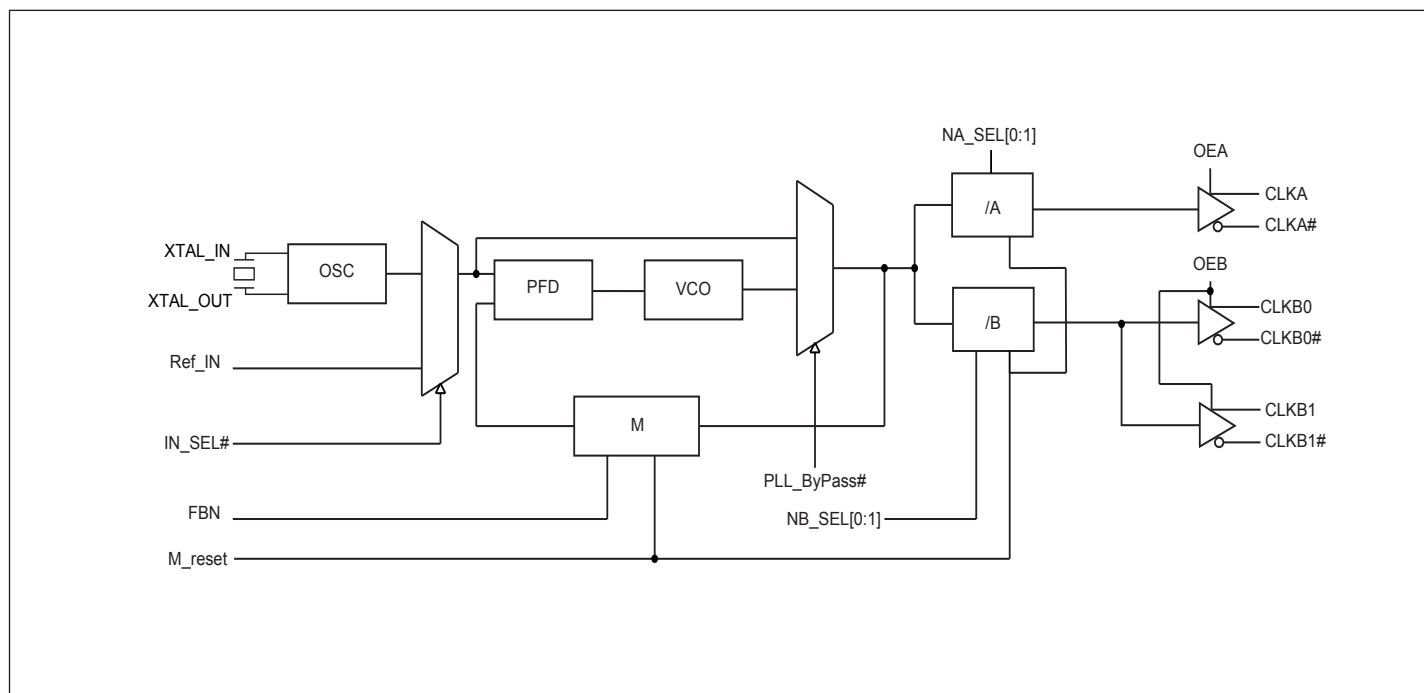 NA_SEL[0:1]
OEA
/A
CLKA
CLKA#
XTAL_IN
OSC
XTAL_OUT
PFD
VCO
OEB
/B
CLKB0
CLKB0#
Ref_IN
M
CLKB1
CLKB1#
IN_SEL#
PLL_ByPass#
FBN
NB_SEL[0:1]
M_reset